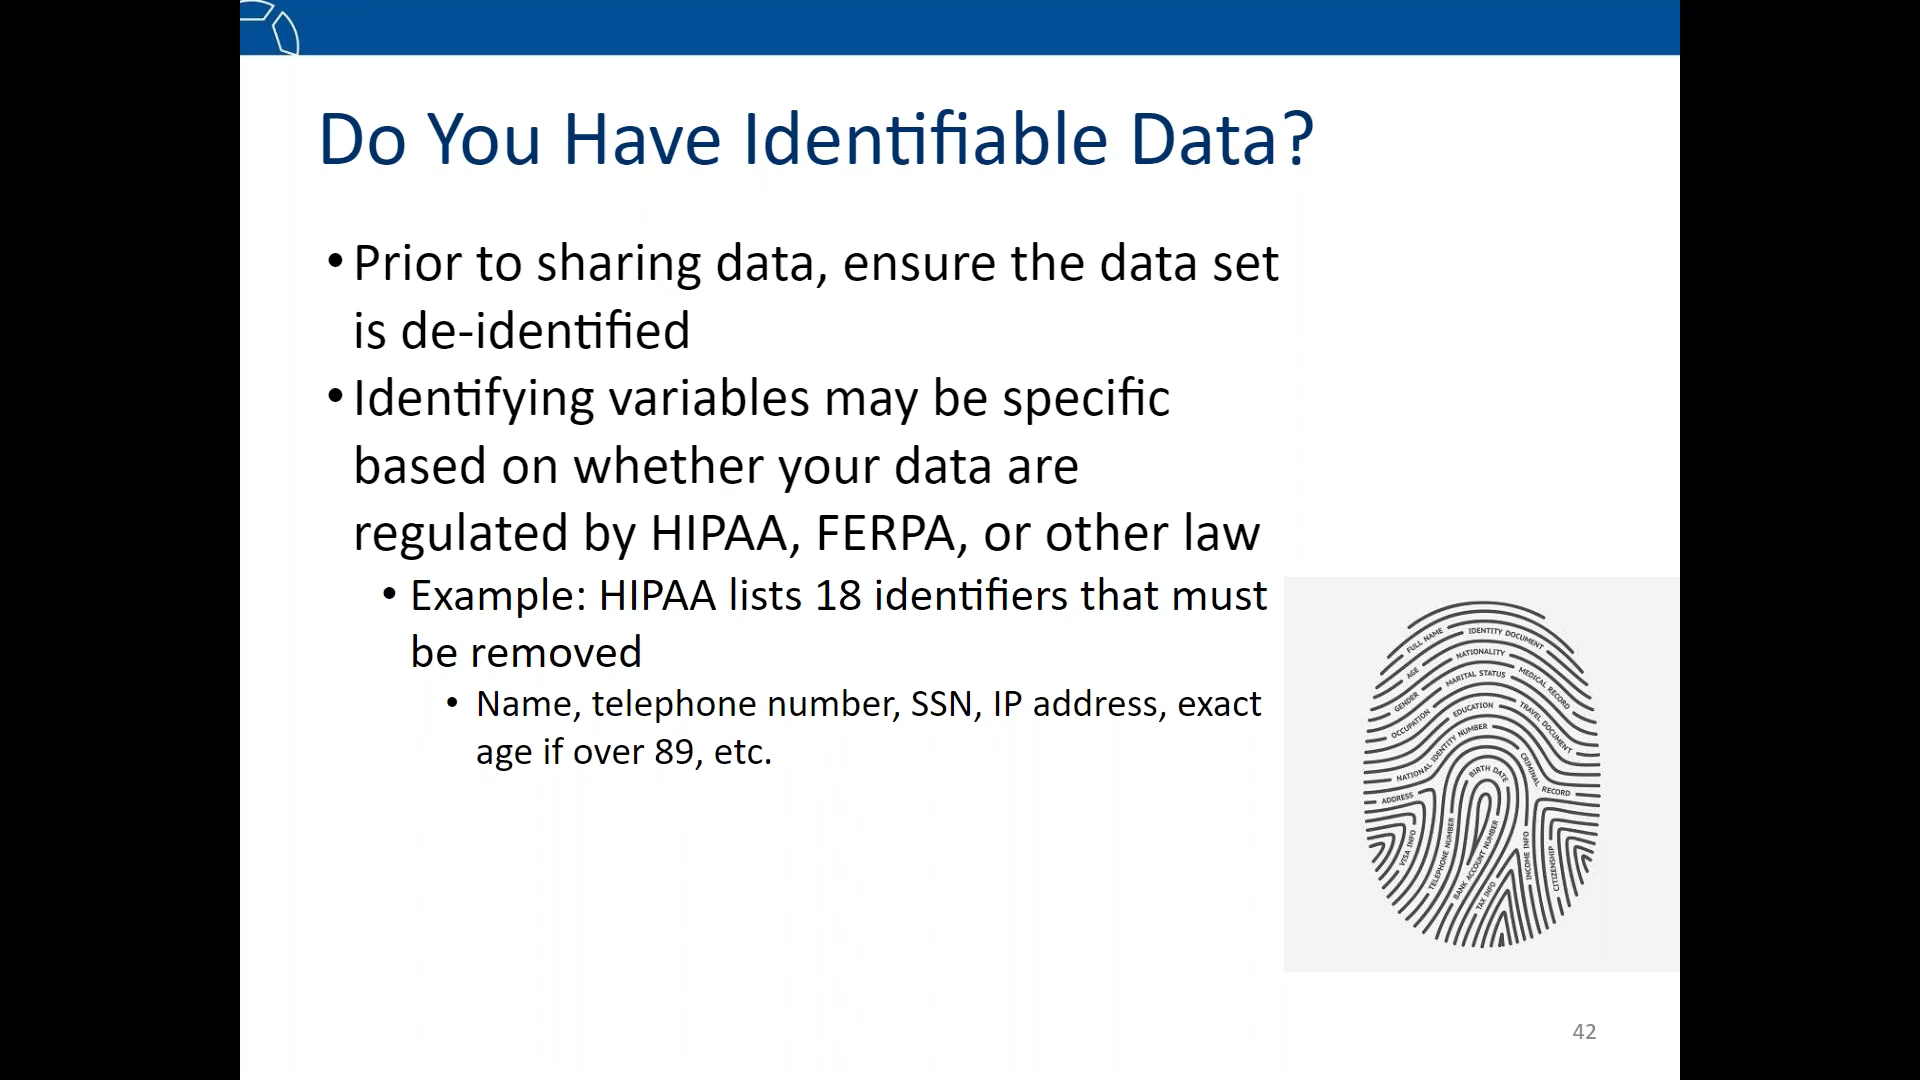 Do You Have Identifiable Data?
• Prior to sharing data, ensure the data set
is de-identified
• Identifying variables may be specific
based on whether your data are
regulated by HIPAA, FERPA, or other law
• Example: HIPAA lists 18 identifiers that must
be removed
• Name, telephone number, SSN, IP address, exact
age if over 89, etc.
FULL NAME
IDENTITY DOCUMENT
NATIONALITY
AGE
MARITAL STATUS
MEDICAL RECORD
GENDER
EDUCATION
TRAVEL DOCUMENT
OCCUPATION
NATIONAL IDENTITY NUMBER
BIRTH DATE
CRIMINAL RECORD
ADDRESS
VISA INFO
TELEPHONE NUMBER
BANK ACCOUNT NUMBER
TAX INFO
INCOME INFO
CITIZENSHIP
42